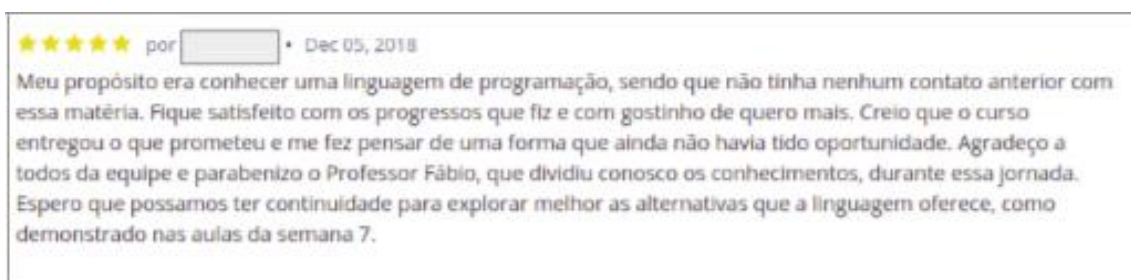 por • Dec 05, 2018
Meu propósito era conhecer uma linguagem de programação, sendo que não tinha nenhum contato anterior com
essa matéria. Fique satisfeito com os progressos que fiz e com gostinho de quero mais. Creio que o curso
entregou o que prometeu e me fez pensar de uma forma que ainda não havia tido oportunidade. Agradeço a
todos da equipe e parabenizo o Professor Fábio, que dividiu conosco os conhecimentos, durante essa jornada.
Espero que possamos ter continuidade para explorar melhor as alternativas que a linguagem oferece, como
demonstrado nas aulas da semana 7.